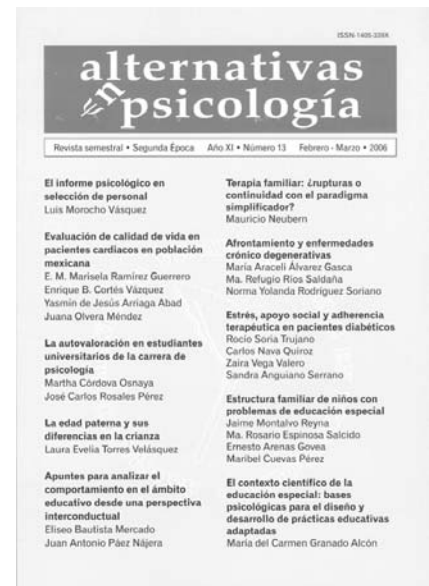 ISSN-1405-339X
alternativas
en psicología
Revista semestral • Segunda Época Año XI • Número 13 Febrero - Marzo • 2006
El informe psicológico en
selección de personal
Luis Morocho Vásquez
Evaluación de calidad de vida en
pacientes cardiacos en población
mexicana
E. M. Marisela Ramírez Guerrero
Enrique B. Cortés Vázquez
Yasmin de Jesús Arriaga Abad
Juana Olvera Méndez
La autovaloración en estudiantes
universitarios de la carrera de
psicología
Martha Córdova Osnaya
José Carlos Rosales Pérez
La edad paterna y sus
diferencias en la crianza
Laura Evelia Torres Velásquez
Apuntes para analizar el
comportamiento en el ámbito
educativo desde una perspectiva
interconductual
Eliseo Bautista Mercado
Juan Antonio Páez Nájera
Terapia familiar: ¿rupturas o
continuidad con el paradigma
simplificador?
Mauricio Neubern
Afrontamiento y enfermedades
crónico degenerativas
María Araceli Álvarez Gasca
Ma. Refugio Ríos Saldaña
Norma Yolanda Rodríguez Soriano
Estrés, apoyo social y adherencia
terapéutica en pacientes diabéticos
Rocío Soria Trujano
Carlos Nava Quiroz
Zaira Vega Valero
Sandra Anguiano Serrano
Estructura familiar de niños con
problemas de educación especial
Jaime Montalvo Reyna
Ma. Rosario Espinosa Salcido
Ernesto Arenas Govea
Maribel Cuevas Pérez
El contexto científico de la
educación especial: bases
psicológicas para el diseño y
desarrollo de prácticas educativas
adaptadas
María del Carmen Granado Alcón